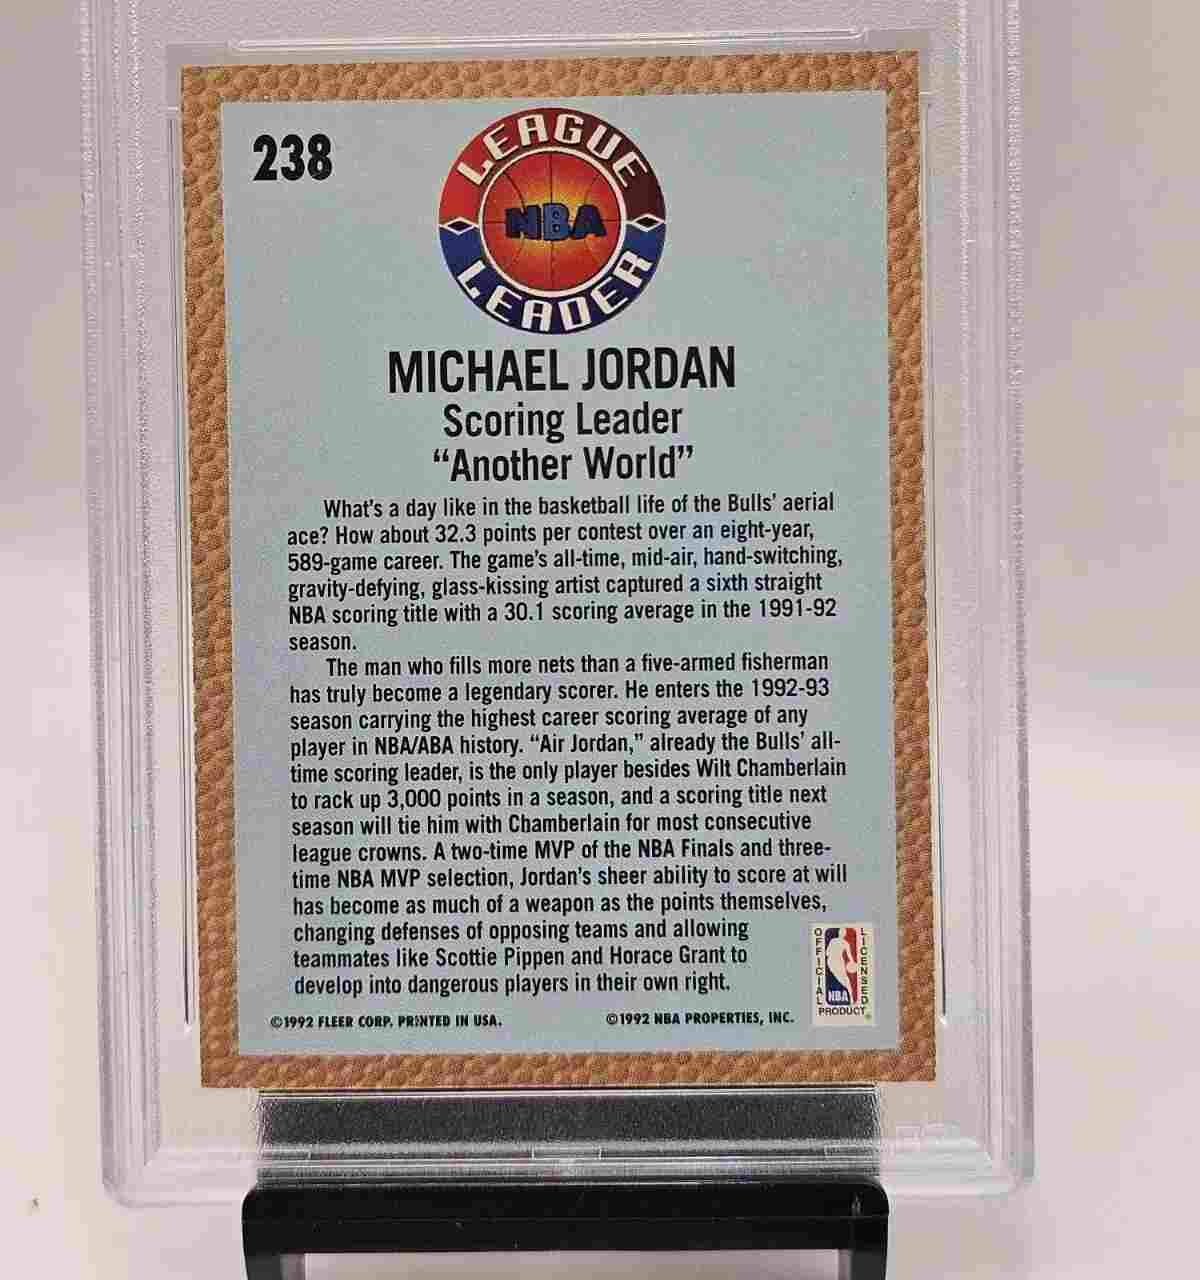 238
LEAGUE
NBA
LEADER
MICHAEL JORDAN
Scoring Leader
“Another World”
What's a day like in the basketball life of the Bulls' aerial
ace? How about 32.3 points per contest over an eight-year,
589-game career. The game's all-time, mid-air, hand-switching,
gravity-defying, glass-kissing artist captured a sixth straight
NBA scoring title with a 30.1 scoring average in the 1991-92
season.
The man who fills more nets than a five-armed fisherman
has truly become a legendary scorer. He enters the 1992-93
season carrying the highest career scoring average of any
player in NBA/ABA history. “Air Jordan,” already the Bulls' all-
time scoring leader, is the only player besides Wilt Chamberlain
to rack up 3,000 points in a season, and a scoring title next
season will tie him with Chamberlain for most consecutive
league crowns. A two-time MVP of the NBA Finals and three-
time NBA MVP selection, Jordan's sheer ability to score at will
has become as much of a weapon as the points themselves,
changing defenses of opposing teams and allowing
teammates like Scottie Pippen and Horace Grant to
develop into dangerous players in their own right.
OFFICIAL
LICENSED
NBA
PRODUCT
©1992 FLEER CORP. PRINTED IN USA.
©1992 NBA PROPERTIES, INC.